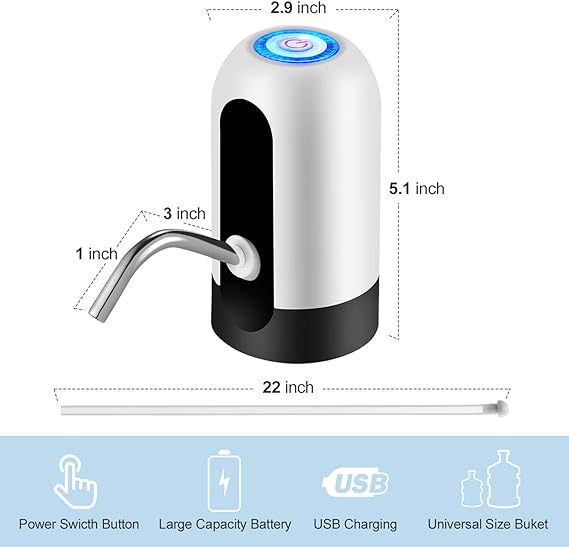 2.9 inch
5.1 inch
3 inch
1 inch
22 inch
USB
Power Swicth Button
Large Capacity Battery
USB Charging
Universal Size Buket